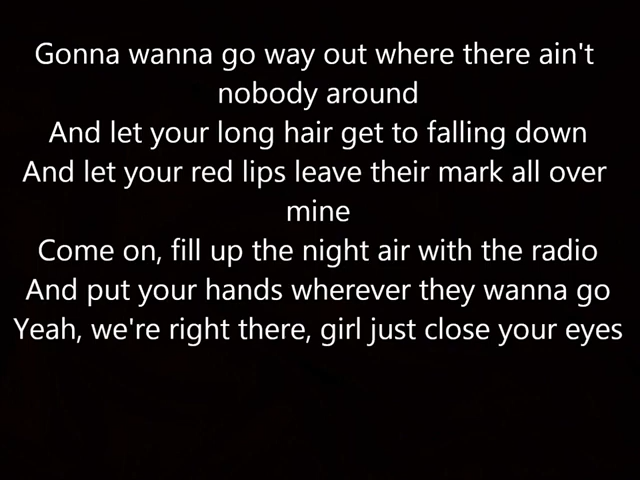 Gonna wanna go way out where there ain't
nobody around
And let your long hair get to falling down
And let your red lips leave their mark all over
mine
Come on, fill up the night air with the radio
And put your hands wherever they wanna go
Yeah, we're right there, girl just close your eyes